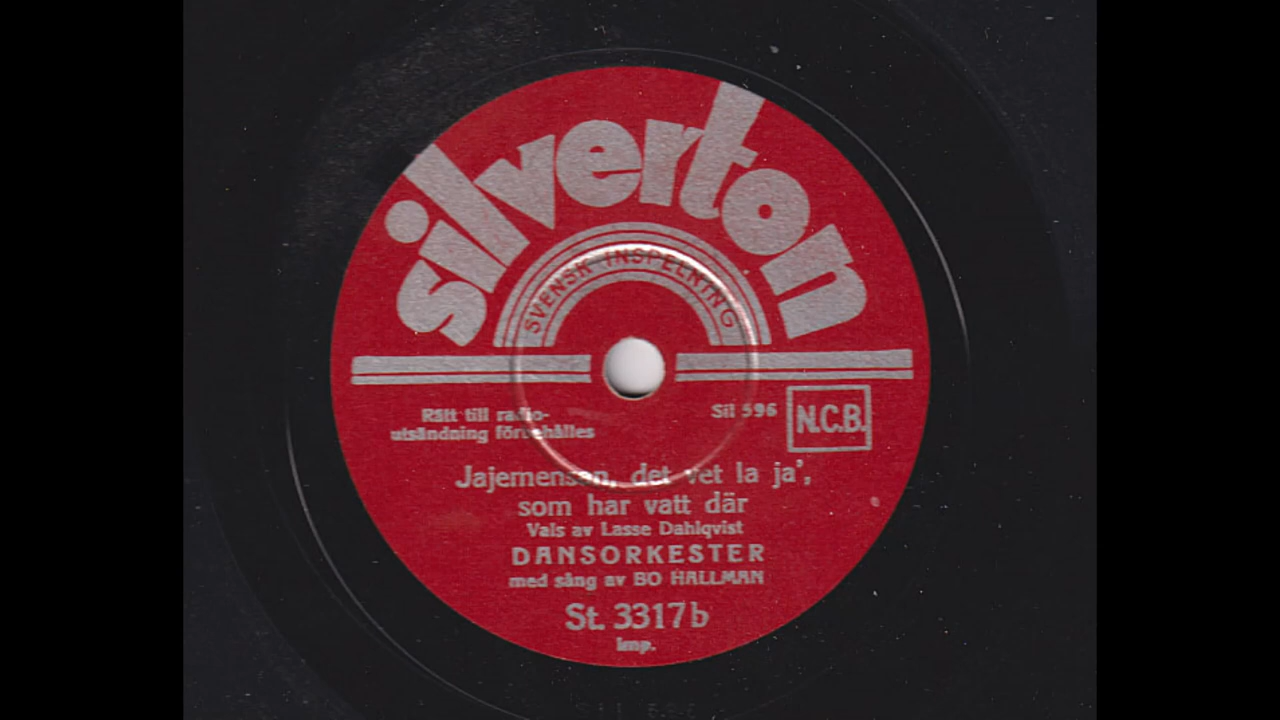 silverton
SVENSK INSPELNING
Rätt till radio-
utsändning förbehålles
Sil 596
N.C.B.
Jajemensan, det vet la ja',
som har vatt där
Vals av Lasse Dahlqvist
DANSORKESTER
med sång av BO HALLMAN
St. 3317b
Imp.